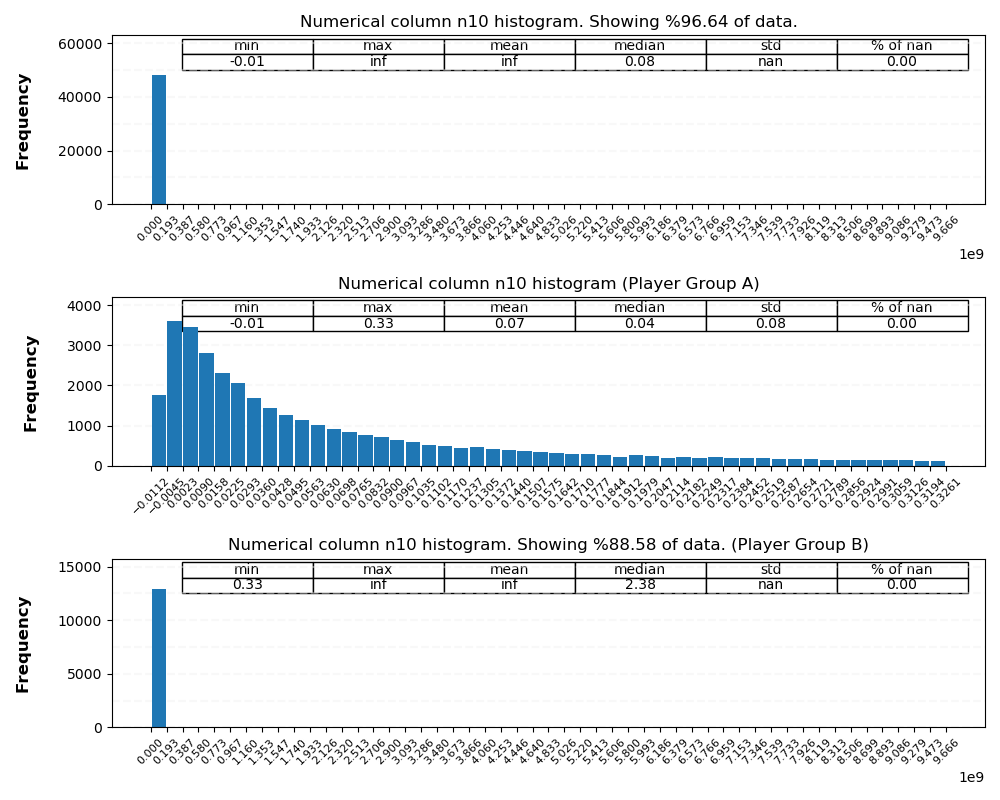 Numerical column n10 histogram. Showing %96.64 of data.
Frequency
60000
40000
20000
0
min max mean median std % of nan
-0.01 inf inf 0.08 nan 0.00
0.000 0.193 0.387 0.580 0.773 0.967 1.160 1.353 1.547 1.740 1.933 2.126 2.320 2.513 2.706 2.900 3.093 3.286 3.480 3.673 3.866 4.060 4.253 4.446 4.640 4.833 5.026 5.220 5.413 5.606 5.800 5.993 6.186 6.379 6.573 6.766 6.959 7.153 7.346 7.539 7.733 7.926 8.119 8.313 8.506 8.699 8.893 9.086 9.279 9.473 9.666
1e9
Numerical column n10 histogram (Player Group A)
Frequency
4000
3000
2000
1000
0
min max mean median std % of nan
-0.01 0.33 0.07 0.04 0.08 0.00
−0.0112 −0.0045 0.0023 0.0090 0.0158 0.0225 0.0293 0.0360 0.0428 0.0495 0.0563 0.0630 0.0698 0.0765 0.0832 0.0900 0.0967 0.1035 0.1102 0.1170 0.1237 0.1305 0.1372 0.1440 0.1507 0.1575 0.1642 0.1710 0.1777 0.1844 0.1912 0.1979 0.2047 0.2114 0.2182 0.2249 0.2317 0.2384 0.2452 0.2519 0.2587 0.2654 0.2721 0.2789 0.2856 0.2924 0.2991 0.3059 0.3126 0.3194 0.3261
Numerical column n10 histogram. Showing %88.58 of data. (Player Group B)
Frequency
15000
10000
5000
0
min max mean median std % of nan
0.33 inf inf 2.38 nan 0.00
0.000 0.193 0.387 0.580 0.773 0.967 1.160 1.353 1.547 1.740 1.933 2.126 2.320 2.513 2.706 2.900 3.093 3.286 3.480 3.673 3.866 4.060 4.253 4.446 4.640 4.833 5.026 5.220 5.413 5.606 5.800 5.993 6.186 6.379 6.573 6.766 6.959 7.153 7.346 7.539 7.733 7.926 8.119 8.313 8.506 8.699 8.893 9.086 9.279 9.473 9.666
1e9